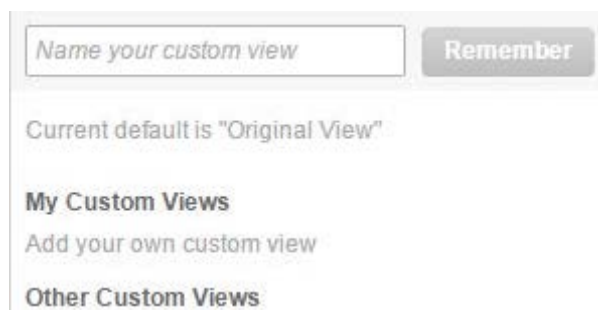 Name your custom view Remember
Current default is "Original View"
My Custom Views
Add your own custom view
Other Custom Views